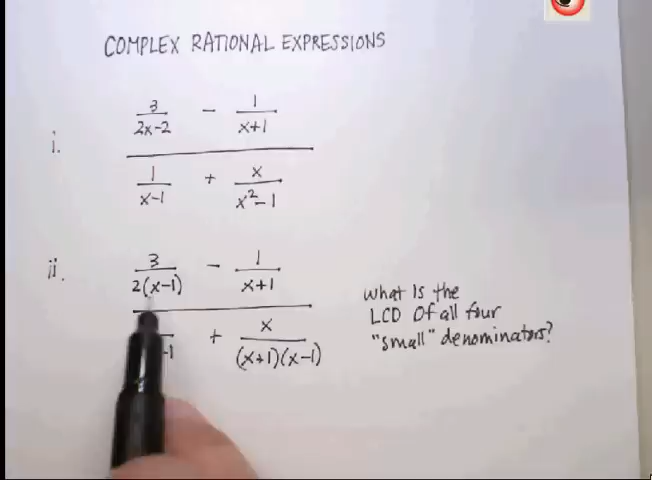 COMPLEX RATIONAL EXPRESSIONS
i.
3/(2x-2) - 1/(x+1)
1/(x-1) + x/(x²-1)
ii.
3/(2(x-1)) - 1/(x+1)
-1 + x/((x+1)(x-1))
what Is the
LCD Of all four
"small" denominators?